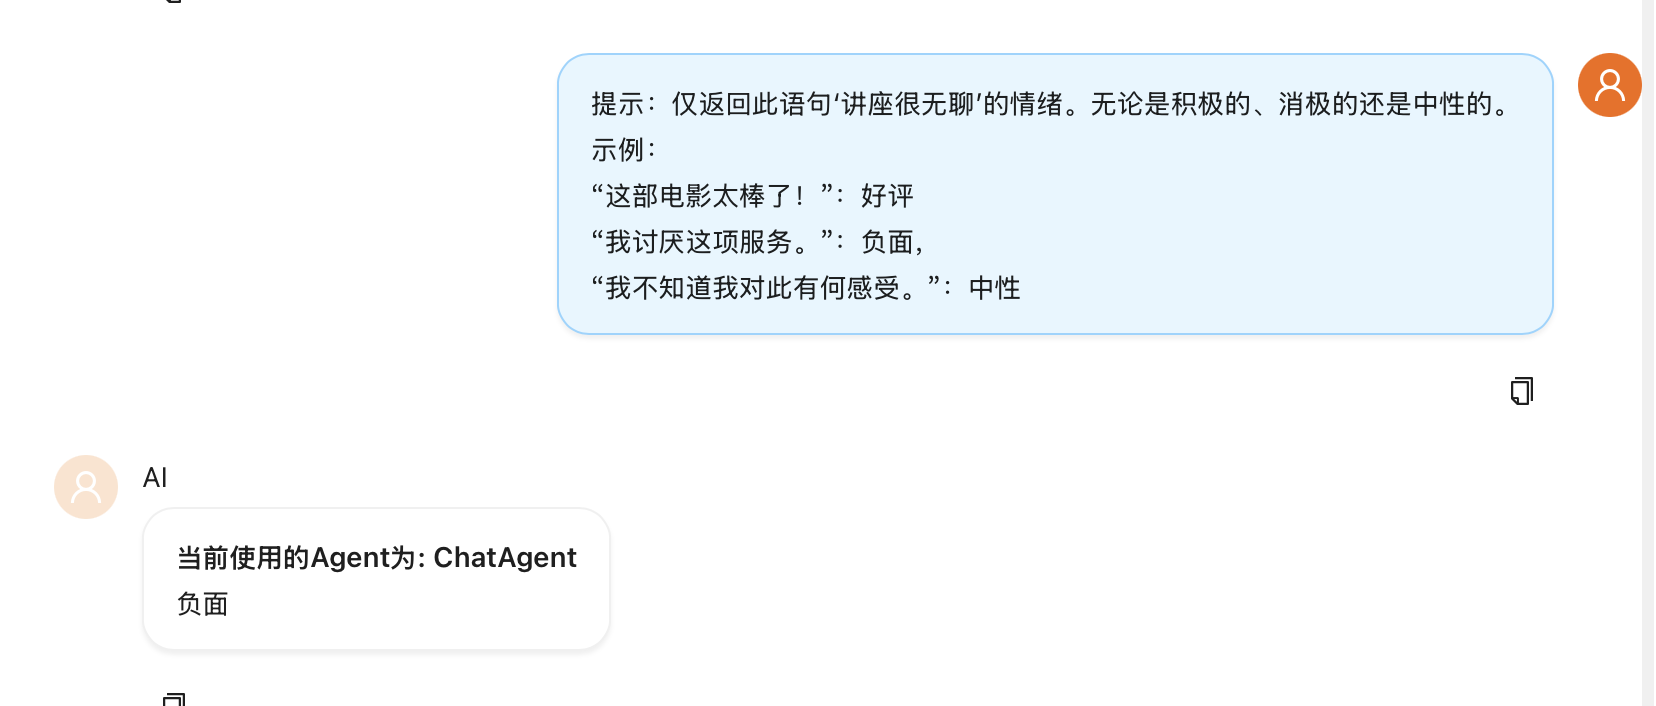 提示：仅返回此语句‘讲座很无聊’的情绪。无论是积极的、消极的还是中性的。
示例：
“这部电影太棒了！”：好评
“我讨厌这项服务。”：负面，
“我不知道我对此有何感受。”：中性
AI
当前使用的Agent为: ChatAgent
负面